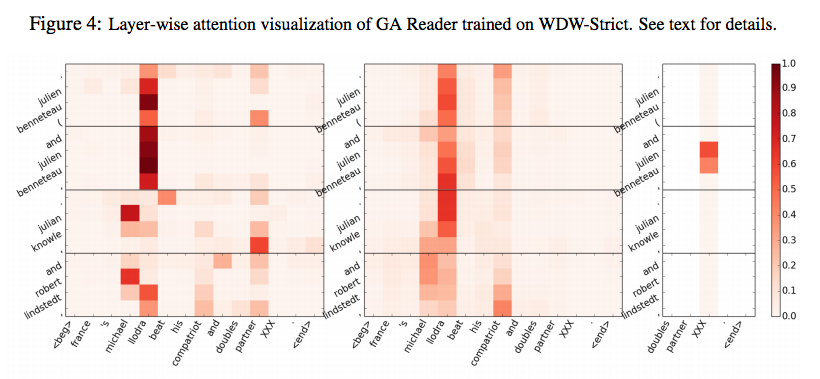 Figure 4: Layer-wise attention visualization of GA Reader trained on WDW-Strict. See text for details.
,
julien
benneteau
(
and
julien
benneteau
,
julian
knowle
,
and
robert
lindstedt
,
<beg> france 's michael llodra beat his compatriot and doubles partner XXX . <end>
,
julien
benneteau
(
and
julien
benneteau
,
julian
knowle
,
and
robert
lindstedt
,
<beg> france 's michael llodra beat his compatriot and doubles partner XXX . <end>
,
julien
benneteau
(
and
julien
benneteau
,
julian
knowle
,
and
robert
lindstedt
,
doubles partner XXX . <end>
1.0
0.9
0.8
0.7
0.6
0.5
0.4
0.3
0.2
0.1
0.0